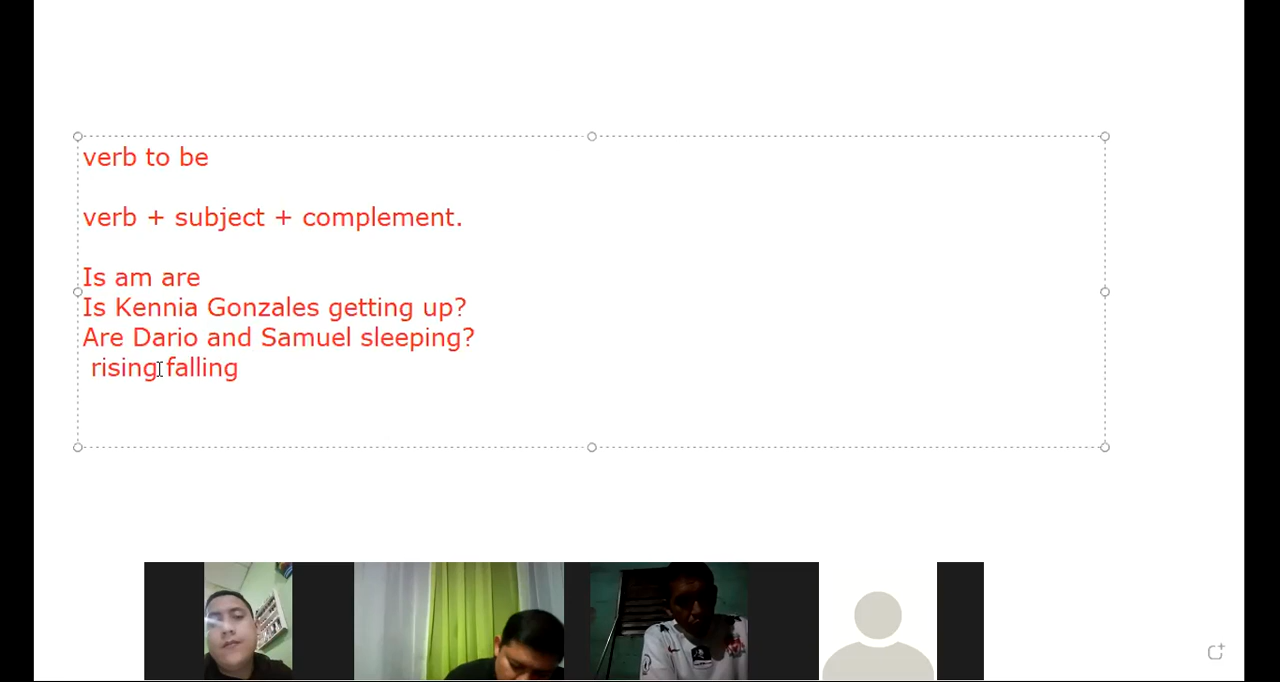 verb to be
verb + subject + complement.
Is am are
Is Kennia Gonzales getting up?
Are Dario and Samuel sleeping?
rising falling